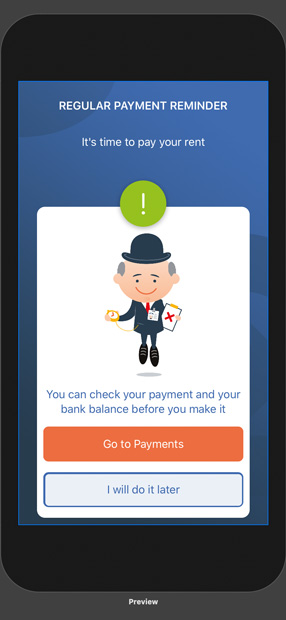 REGULAR PAYMENT REMINDER
It's time to pay your rent
!
You can check your payment and your
bank balance before you make it
Go to Payments
I will do it later
Preview